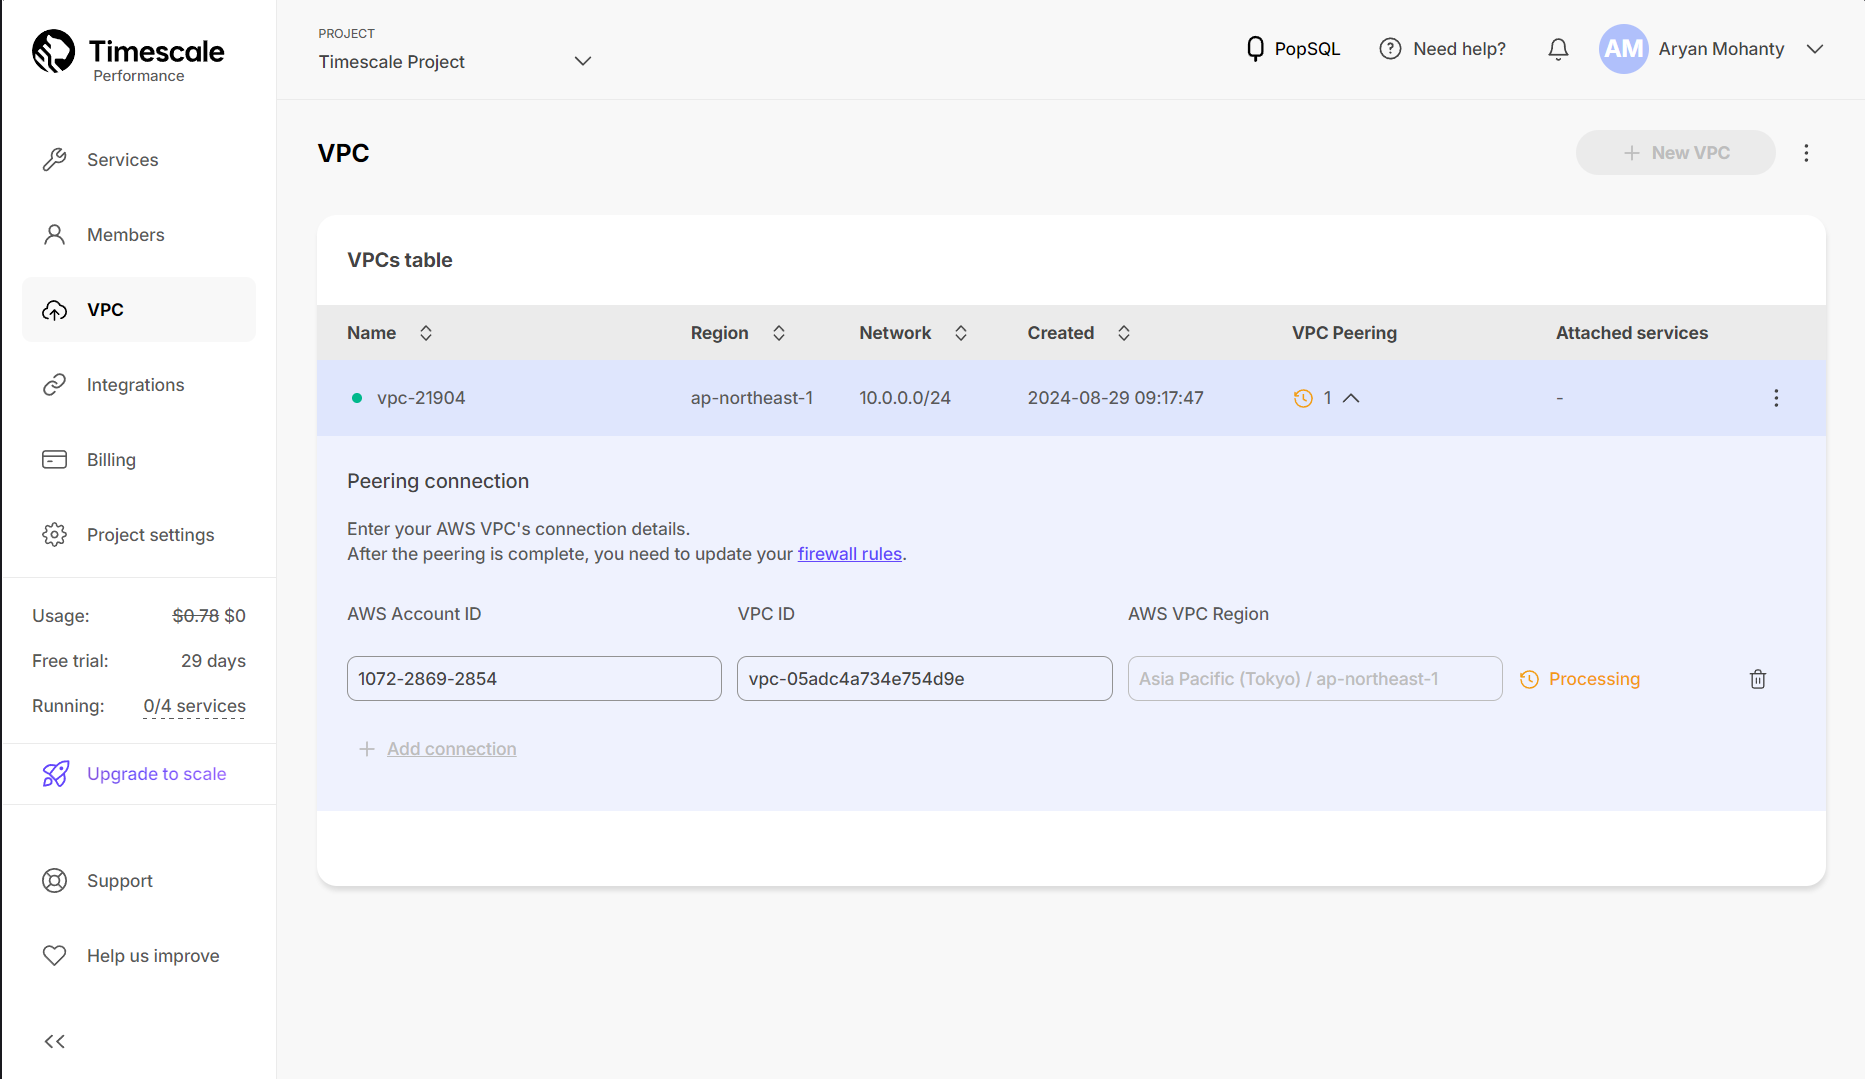 Timescale
Performance
Services
Members
VPC
Integrations
Billing
Project settings
Usage: $0.78 $0
Free trial: 29 days
Running: 0/4 services
Upgrade to scale
Support
Help us improve
PROJECT
Timescale Project
PopSQL
Need help?
AM
Aryan Mohanty
VPC
New VPC
VPCs table
Name Region Network Created VPC Peering Attached services
vpc-21904 ap-northeast-1 10.0.0.0/24 2024-08-29 09:17:47 1 -
Peering connection
Enter your AWS VPC's connection details.
After the peering is complete, you need to update your firewall rules.
AWS Account ID VPC ID AWS VPC Region
1072-2869-2854 vpc-05adc4a734e754d9e Asia Pacific (Tokyo) / ap-northeast-1 Processing
Add connection